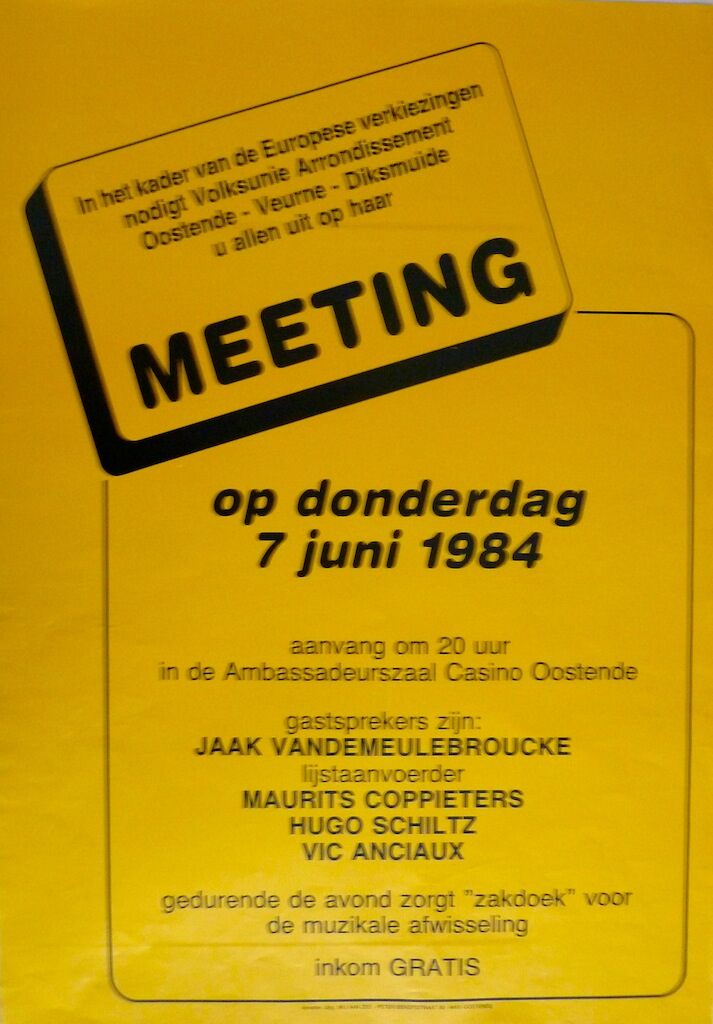 In het kader van de Europese verkiezingen
nodigt Volksunie Arrondissement
Oostende - Veurne - Diksmuide
u allen uit op haar
MEETING
op donderdag
7 juni 1984
aanvang om 20 uur
in de Ambassadeurszaal Casino Oostende
gastsprekers zijn:
JAAK VANDEMEULEBROUCKE
lijstaanvoerder
MAURITS COPPIETERS
HUGO SCHILTZ
VIC ANCIAUX
gedurende de avond zorgt "zakdoek" voor
de muzikale afwisseling
inkom GRATIS